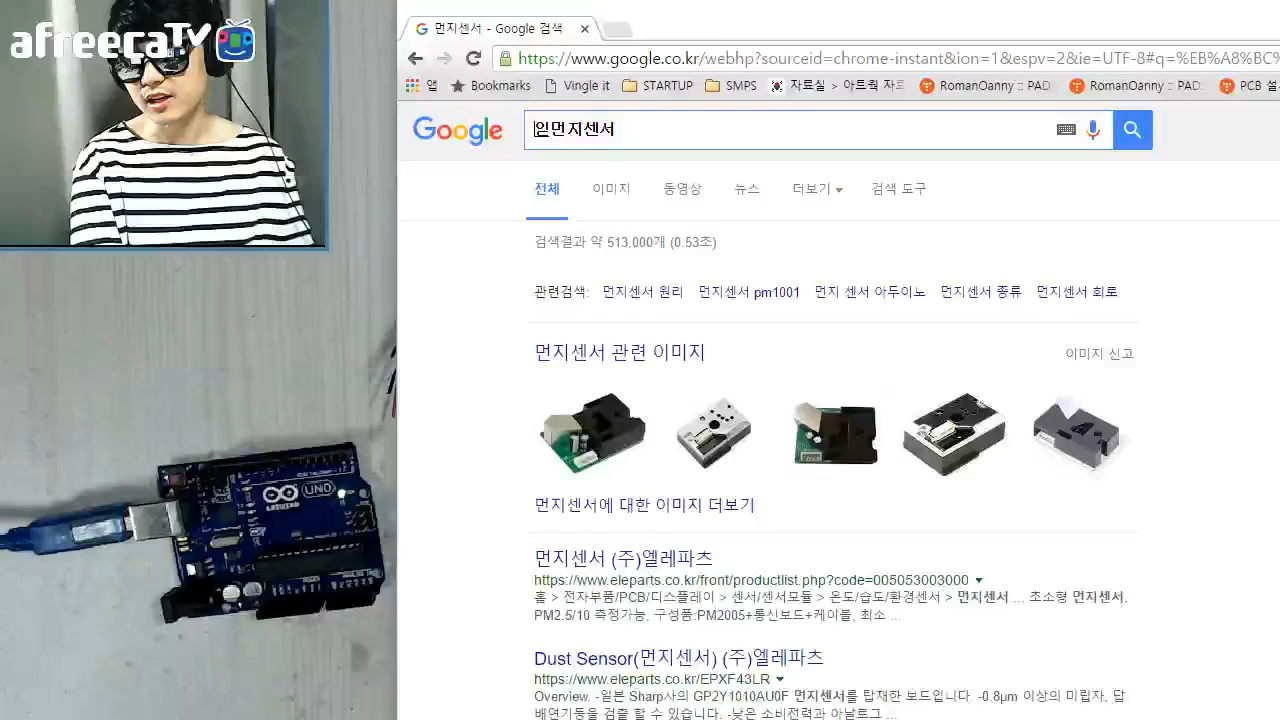 afreecaTV
먼지센서 - Google 검색
https://www.google.co.kr/webhp?sourceid=chrome-instant&ion=1&espv=2&ie=UTF-8#q=%EB%A8%BC%
앱 Bookmarks Vingle it STARTUP SMPS 자료실 > 아트웍 자료 RomanOanny :: PAD RomanOanny :: PAD PCB 설
Google
일먼지센서
전체 이미지 동영상 뉴스 더보기 검색 도구
검색결과 약 513,000개 (0.53초)
관련검색: 먼지센서 원리 먼지센서 pm1001 먼지 센서 아두이노 먼지센서 종류 먼지센서 회로
먼지센서 관련 이미지
이미지 신고
먼지센서에 대한 이미지 더보기
먼지센서 (주)엘레파츠
https://www.eleparts.co.kr/front/productlist.php?code=005053003000
홈 > 전자부품/PCB/디스플레이 > 센서/센서모듈 > 온도/습도/환경센서 > 먼지센서 ... 초소형 먼지센서,
PM2.5/10 측정가능, 구성품:PM2005+통신보드+케이블, 최소 ...
Dust Sensor(먼지센서) (주)엘레파츠
https://www.eleparts.co.kr/EPXF43LR
Overview. -일본 Sharp사의 GP2Y1010AU0F 먼지센서를 탑재한 보드입니다. -0.8μm 이상의 미립자, 담
배연기등을 검출 할 수 있습니다. -낮은 소비전력과 아날로그 ...
UNO
ARDUINO